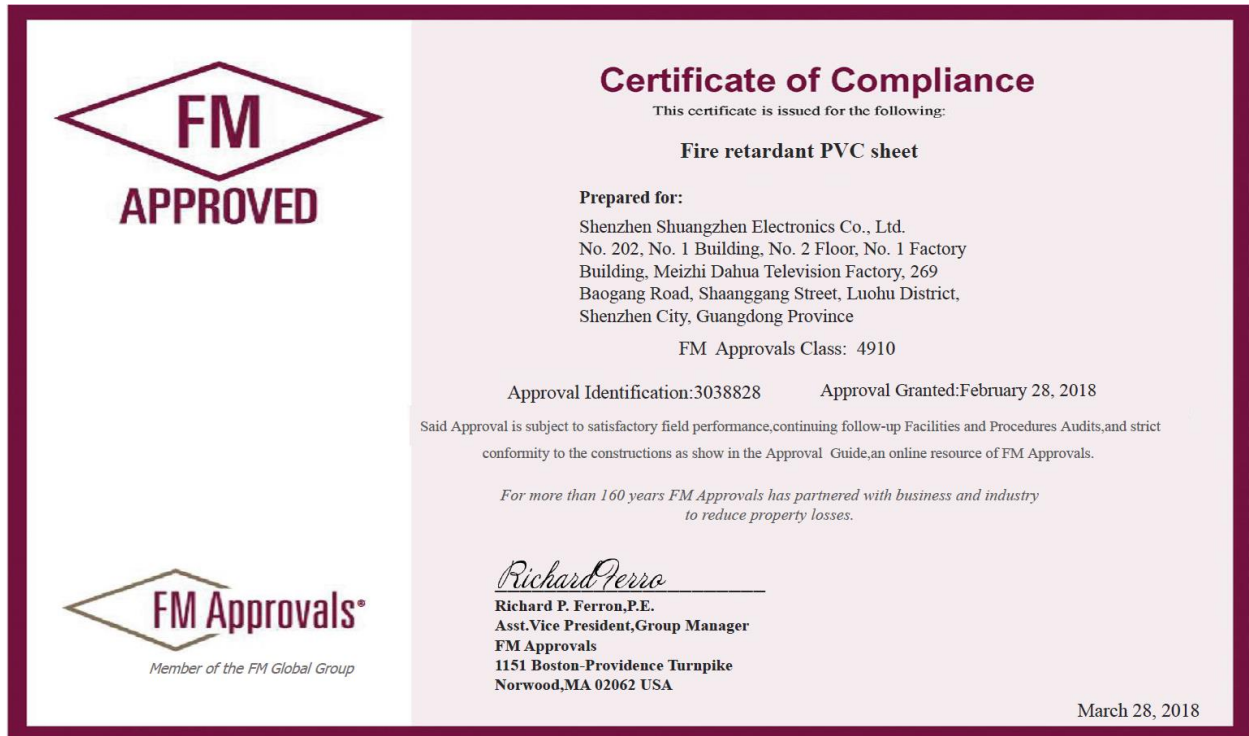 FM
APPROVED
Certificate of Compliance
This certificate is issued for the following:
Fire retardant PVC sheet
Prepared for:
Shenzhen Shuangzhen Electronics Co., Ltd.
No. 202, No. 1 Building, No. 2 Floor, No. 1 Factory
Building, Meizhi Dahua Television Factory, 269
Baogang Road, Shaanggang Street, Luohu District,
Shenzhen City, Guangdong Province
FM Approvals Class: 4910
Approval Identification:3038828 Approval Granted:February 28, 2018
Said Approval is subject to satisfactory field performance,continuing follow-up Facilities and Procedures Audits,and strict
conformity to the constructions as show in the Approval Guide,an online resource of FM Approvals.
For more than 160 years FM Approvals has partnered with business and industry
to reduce property losses.
Richard Ferro
Richard P. Ferron,P.E.
Asst.Vice President,Group Manager
FM Approvals
1151 Boston-Providence Turnpike
Norwood,MA 02062 USA
FM Approvals®
Member of the FM Global Group
March 28, 2018